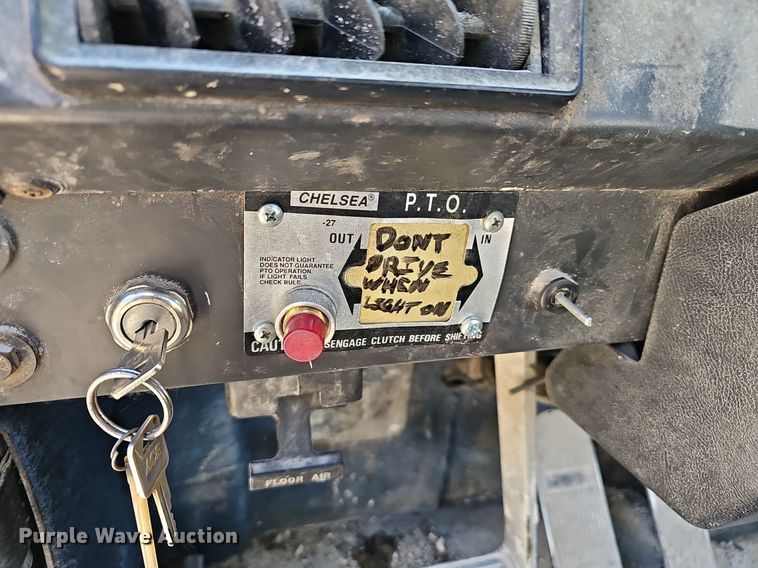 CHELSEA® P.T.O.
-27
OUT IN
DONT
DRIVE
WHEN
LIGHT ON
INDICATOR LIGHT
DOES NOT GUARANTEE
PTO OPERATION.
IF LIGHT FAILS
CHECK BULB
SENGAGE CLUTCH BEFORE SHIFTING
FLOOR AIR
Purple Wave Auction